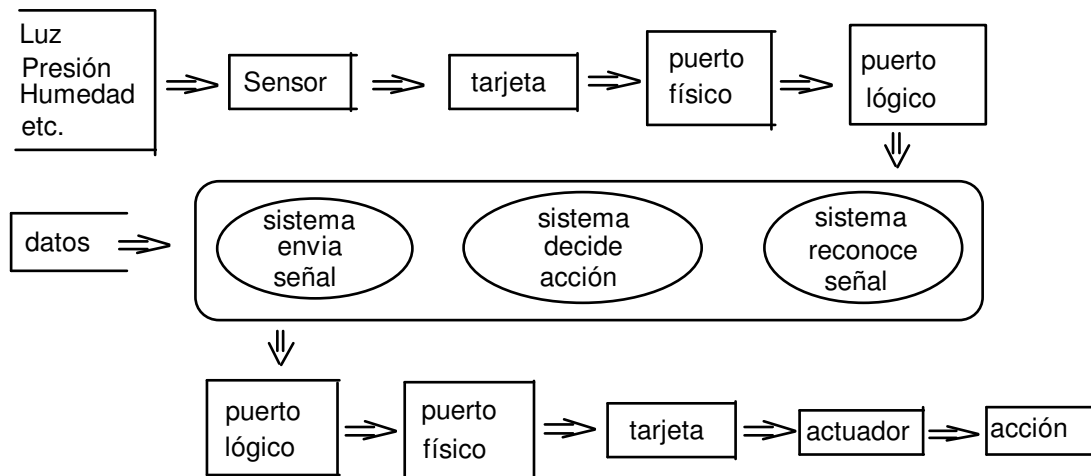 Luz
Presión
Humedad
etc.
Sensor
tarjeta
puerto
físico
puerto
lógico
datos
sistema
envia
señal
sistema
decide
acción
sistema
reconoce
señal
puerto
lógico
puerto
físico
tarjeta
actuador
acción